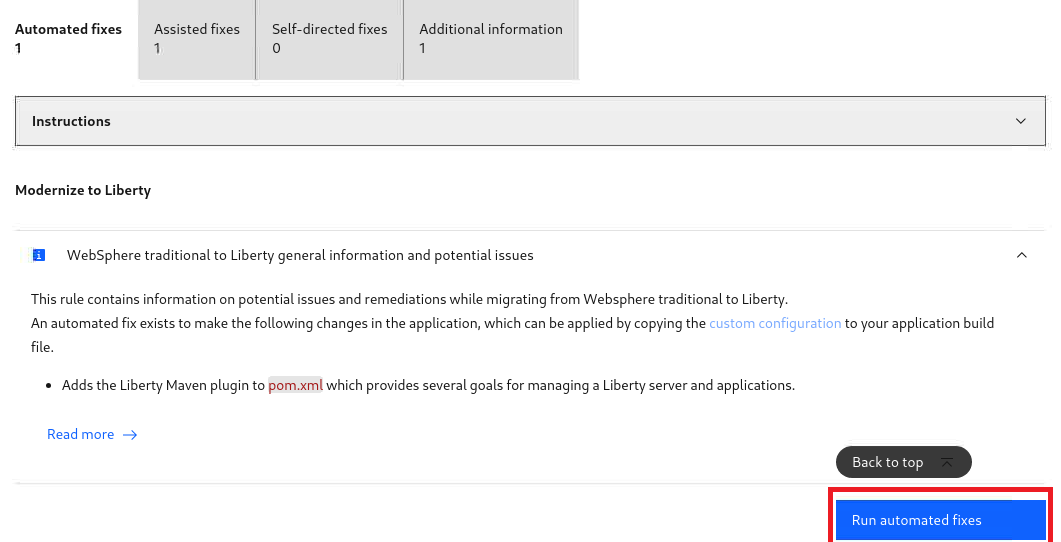 Automated fixes
1
Assisted fixes
1
Self-directed fixes
0
Additional information
1
Instructions
Modernize to Liberty
i
WebSphere traditional to Liberty general information and potential issues
This rule contains information on potential issues and remediations while migrating from Websphere traditional to Liberty.
An automated fix exists to make the following changes in the application, which can be applied by copying the custom configuration to your application build
file.
• Adds the Liberty Maven plugin to pom.xml which provides several goals for managing a Liberty server and applications.
Read more →
Back to top
Run automated fixes